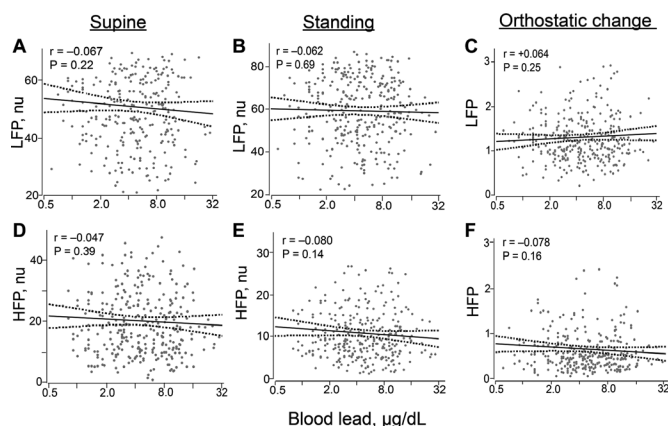 Supine
Standing
Orthostatic change
A
r = –0.067
P = 0.22
60
40
20
LFP, nu
0.5
2.0
8.0
32
B
r = –0.062
P = 0.69
80
60
40
20
LFP, nu
0.5
2.0
8.0
32
C
r = +0.064
P = 0.25
3
2
1
0
LFP
0.5
2.0
8.0
32
D
r = –0.047
P = 0.39
40
20
0
HFP, nu
0.5
2.0
8.0
32
E
r = –0.080
P = 0.14
30
20
10
0
HFP, nu
0.5
2.0
8.0
32
F
r = –0.078
P = 0.16
3
2
1
0
HFP
0.5
2.0
8.0
32
Blood lead, µg/dL